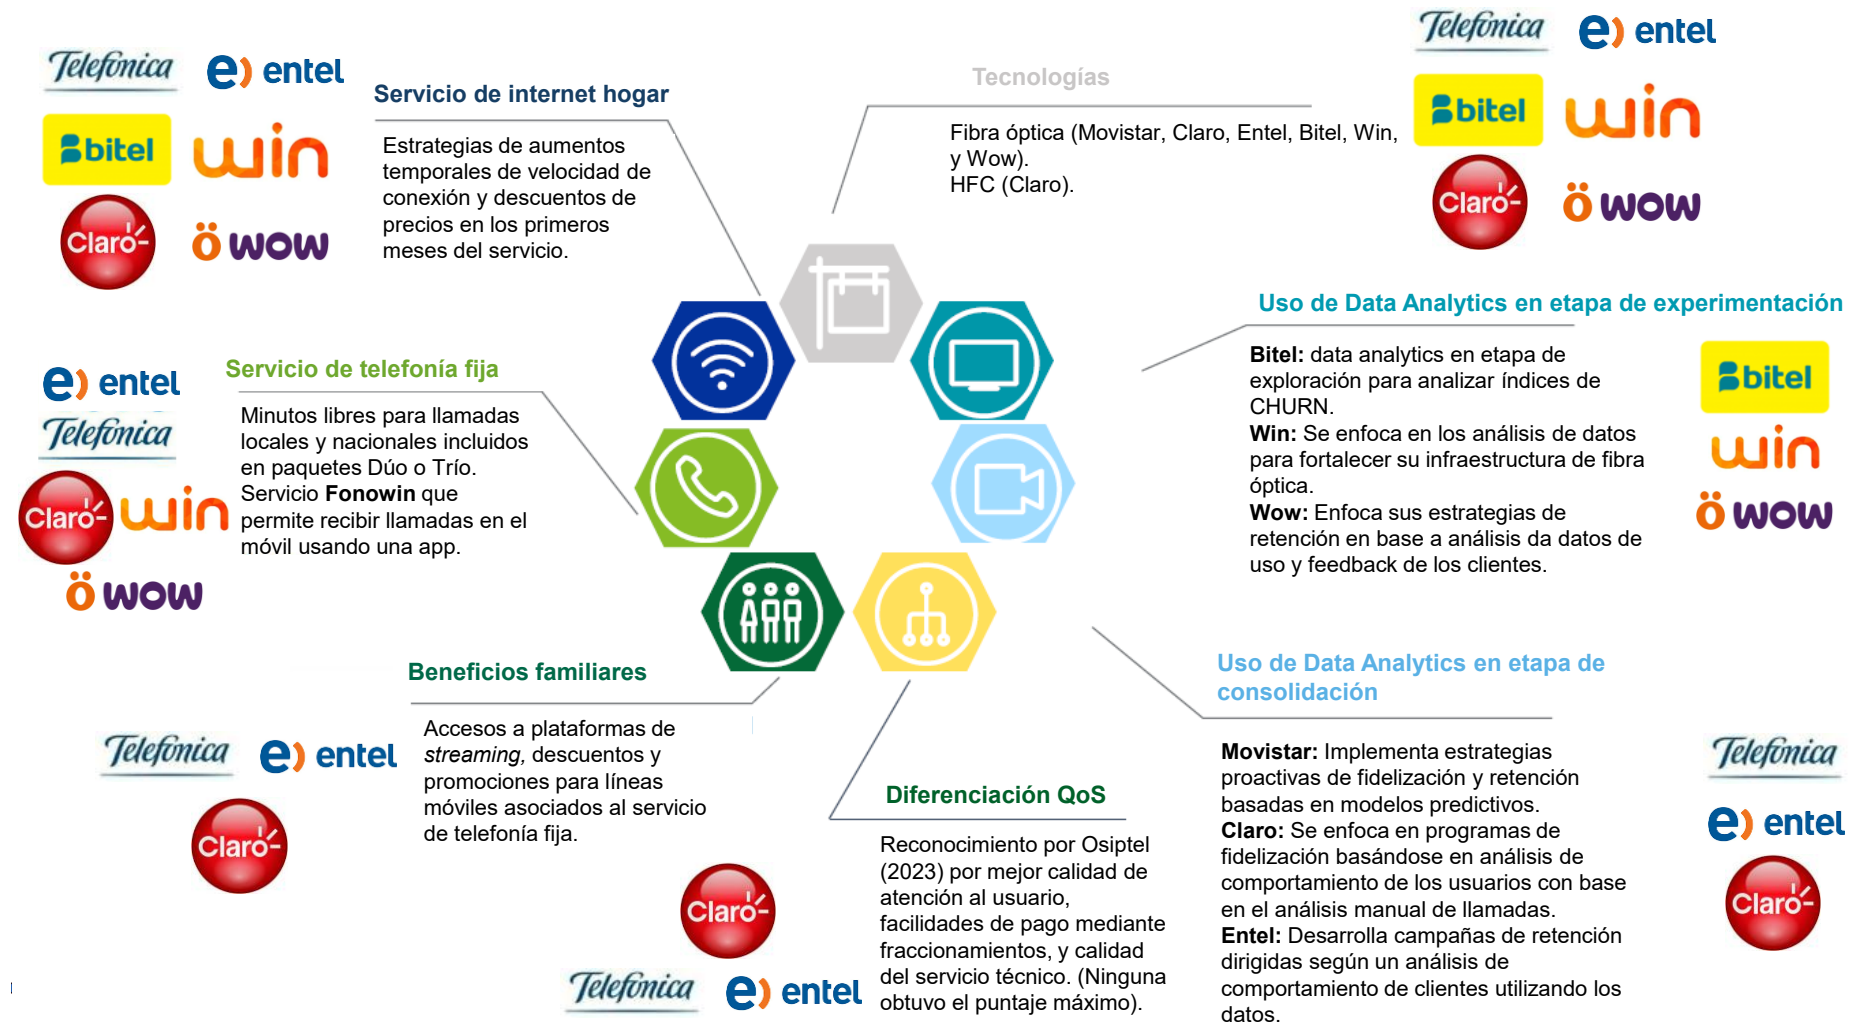 Telefónica
entel
bitel
win
Claro
wow
Servicio de internet hogar
Estrategias de aumentos
temporales de velocidad de
conexión y descuentos de
precios en los primeros
meses del servicio.
Tecnologías
Fibra óptica (Movistar, Claro, Entel, Bitel, Win,
y Wow).
HFC (Claro).
Telefónica
entel
bitel
win
Claro
wow
Uso de Data Analytics en etapa de experimentación
Bitel: data analytics en etapa de
exploración para analizar índices de
CHURN.
Win: Se enfoca en los análisis de datos
para fortalecer su infraestructura de fibra
óptica.
Wow: Enfoca sus estrategias de
retención en base a análisis da datos de
uso y feedback de los clientes.
bitel
win
wow
entel
Telefónica
Claro
win
wow
Servicio de telefonía fija
Minutos libres para llamadas
locales y nacionales incluidos
en paquetes Dúo o Trío.
Servicio Fonowin que
permite recibir llamadas en el
móvil usando una app.
Beneficios familiares
Accesos a plataformas de
streaming, descuentos y
promociones para líneas
móviles asociados al servicio
de telefonía fija.
Telefónica
entel
Claro
Diferenciación QoS
Reconocimiento por Osiptel
(2023) por mejor calidad de
atención al usuario,
facilidades de pago mediante
fraccionamientos, y calidad
del servicio técnico. (Ninguna
obtuvo el puntaje máximo).
Claro
Telefónica
entel
Uso de Data Analytics en etapa de
consolidación
Movistar: Implementa estrategias
proactivas de fidelización y retención
basadas en modelos predictivos.
Claro: Se enfoca en programas de
fidelización basándose en análisis de
comportamiento de los usuarios con base
en el análisis manual de llamadas.
Entel: Desarrolla campañas de retención
dirigidas según un análisis de
comportamiento de clientes utilizando los
datos.
Telefónica
entel
Claro